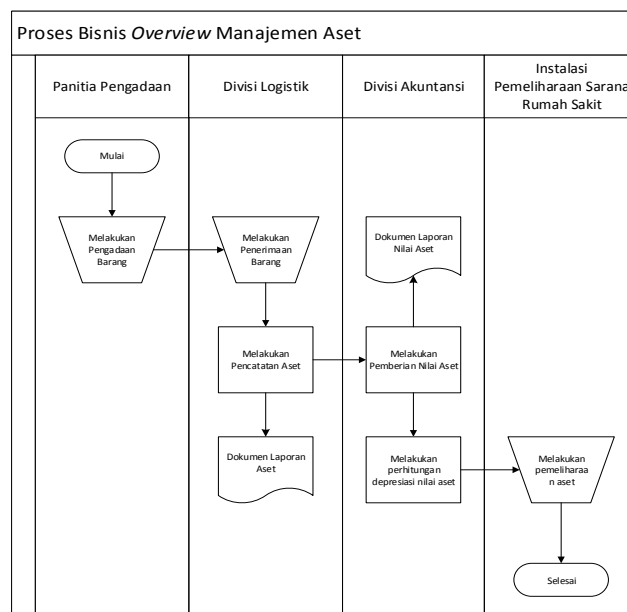 Proses Bisnis Overview Manajemen Aset
Panitia Pengadaan
Divisi Logistik
Divisi Akuntansi
Instalasi
Pemeliharaan Sarana
Rumah Sakit
Mulai
Melakukan
Pengadaan
Barang
Melakukan
Penerimaan
Barang
Dokumen Laporan
Nilai Aset
Melakukan
Pencatatan Aset
Melakukan
Pemberian Nilai Aset
Dokumen Laporan
Aset
Melakukan
perhitungan
depresiasi nilai aset
Melakukan
pemeliharaa
n aset
Selesai